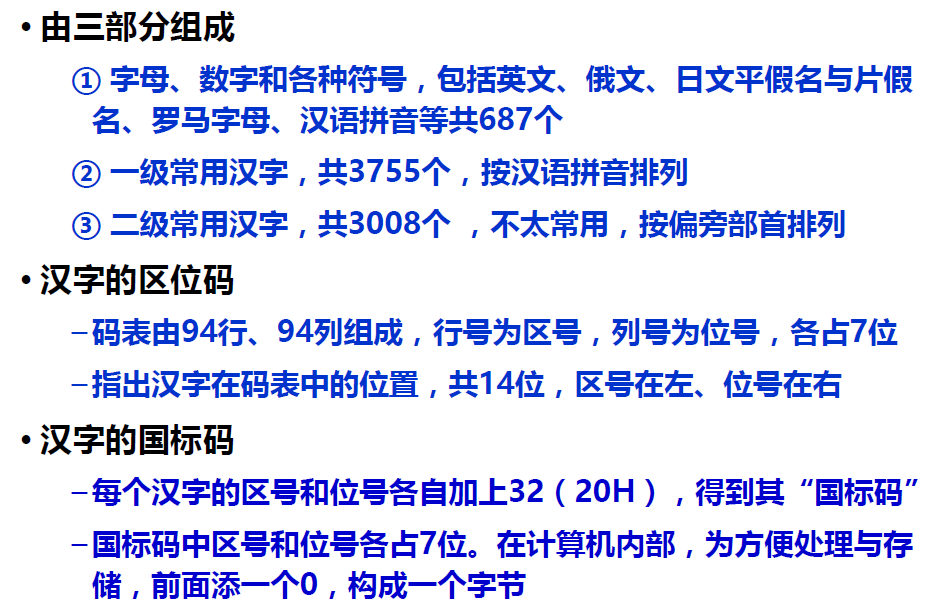 • 由三部分组成
① 字母、数字和各种符号，包括英文、俄文、日文平假名与片假
名、罗马字母、汉语拼音等共687个
② 一级常用汉字，共3755个，按汉语拼音排列
③ 二级常用汉字，共3008个 ，不太常用，按偏旁部首排列
• 汉字的区位码
– 码表由94行、94列组成，行号为区号，列号为位号，各占7位
– 指出汉字在码表中的位置，共14位，区号在左、位号在右
• 汉字的国标码
– 每个汉字的区号和位号各自加上32（20H），得到其“国标码”
– 国标码中区号和位号各占7位。在计算机内部，为方便处理与存
储，前面添一个0，构成一个字节